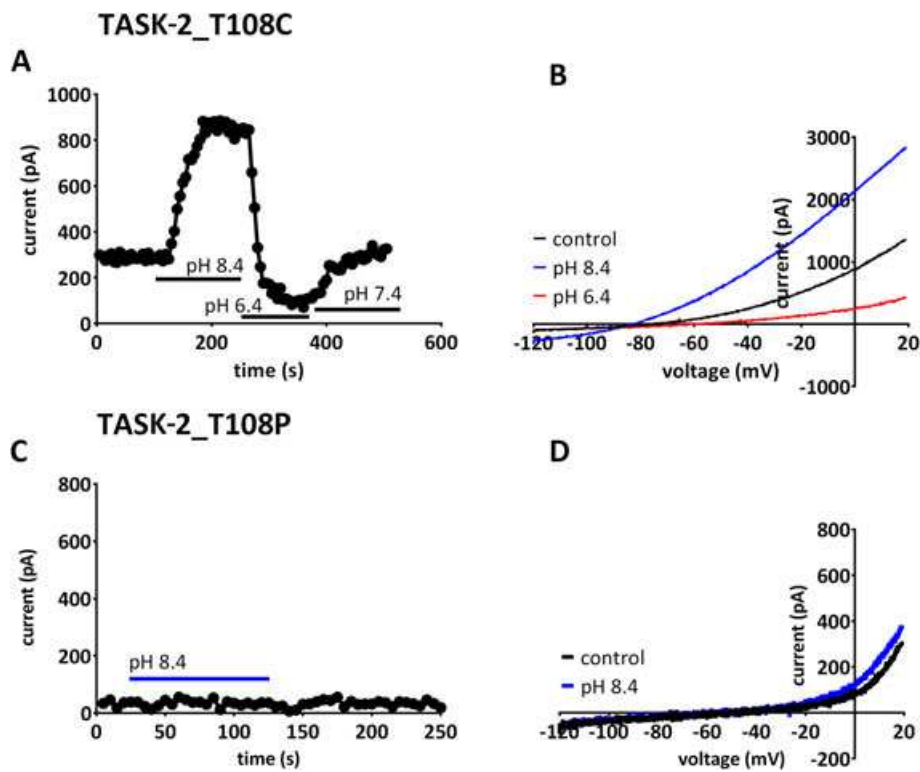 TASK-2_T108C
A
1000
800
600
400
200
0
0 200 400 600
current (pA)
time (s)
pH 8.4
pH 6.4
pH 7.4
B
3000
2000
1000
-1000
-120 -100 -80 -60 -40 -20 20
current (pA)
voltage (mV)
control
pH 8.4
pH 6.4
TASK-2_T108P
C
800
600
400
200
0
0 50 100 150 200 250
current (pA)
time (s)
pH 8.4
D
800
600
400
200
-200
-120 -100 -80 -60 -40 -20 20
current (pA)
voltage (mV)
control
pH 8.4